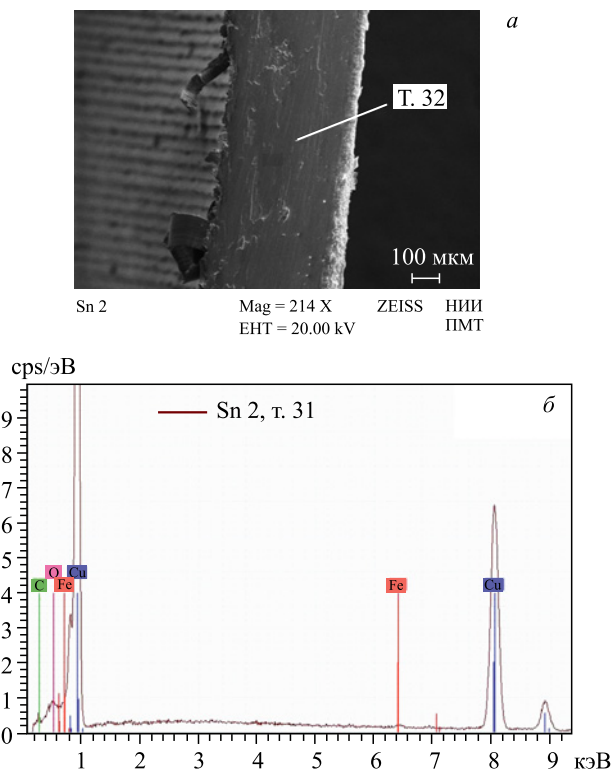 а
Т. 32
100 мкм
Sn 2 Mag = 214 X ZEISS НИИ
EHT = 20.00 kV ПМТ
cps/эВ
Sn 2, т. 31
б
9
8
7
6
5
4
3
2
1
0
C O Fe Cu Fe Cu
1 2 3 4 5 6 7 8 9 кэВ